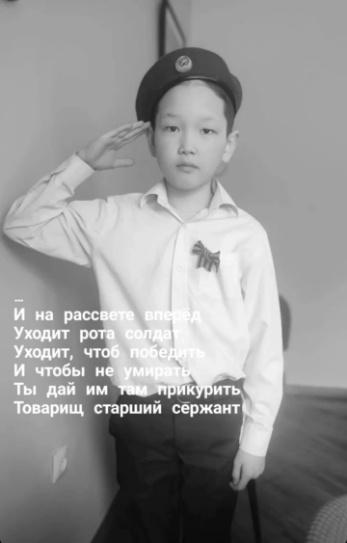 ...
И на рассвете вперёд
Уходит рота солдат
Уходит, чтоб победить
И чтобы не умирать
Ты дай им там прикурить
Товарищ старший сержант